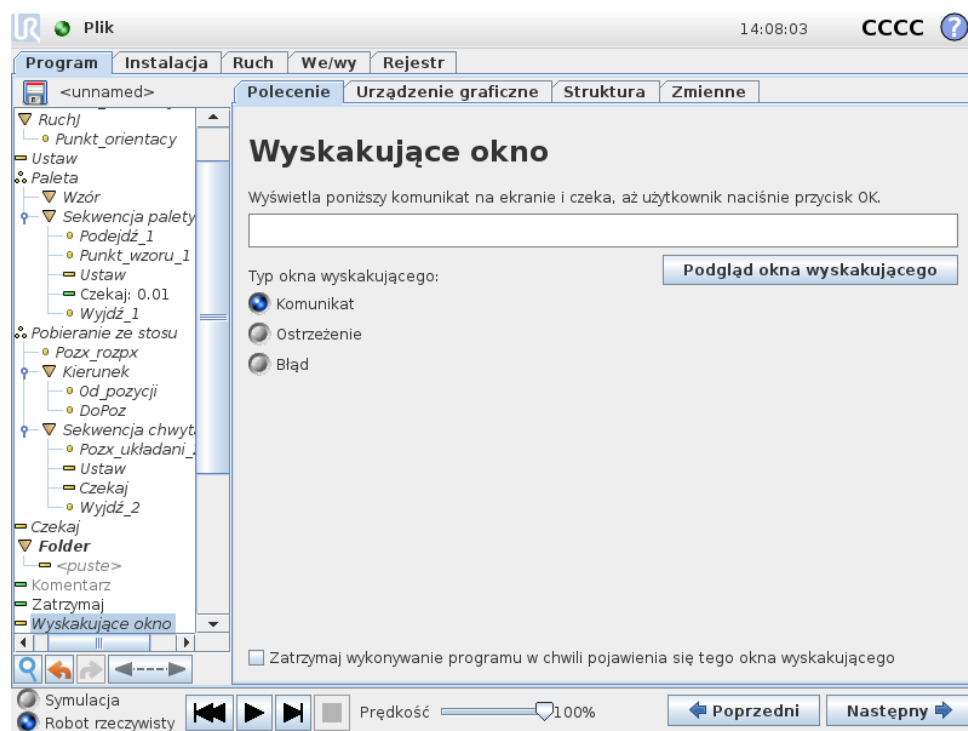 Plik
14:08:03
CCCC
?
Program Instalacja Ruch We/wy Rejestr
<unnamed>
Polecenie Urządzenie graficzne Struktura Zmienne
RuchJ
Punkt_orientacy
Ustaw
Paleta
Wzór
Sekwencja palety
Podejdź_1
Punkt_wzoru_1
Ustaw
Czekaj: 0.01
Wyjdź_1
Pobieranie ze stosu
Pozx_rozpx
Kierunek
Od_pozycji
DoPoz
Sekwencja chwyt
Pozx_układani_
Ustaw
Czekaj
Wyjdź_2
Czekaj
Folder
<puste>
Komentarz
Zatrzymaj
Wyskakujące okno
Wyskakujące okno
Wyświetla poniższy komunikat na ekranie i czeka, aż użytkownik naciśnie przycisk OK.
Podgląd okna wyskakującego
Typ okna wyskakującego:
Komunikat
Ostrzeżenie
Błąd
Zatrzymaj wykonywanie programu w chwili pojawienia się tego okna wyskakującego
Symulacja
Robot rzeczywisty
Prędkość 100%
Poprzedni Następny